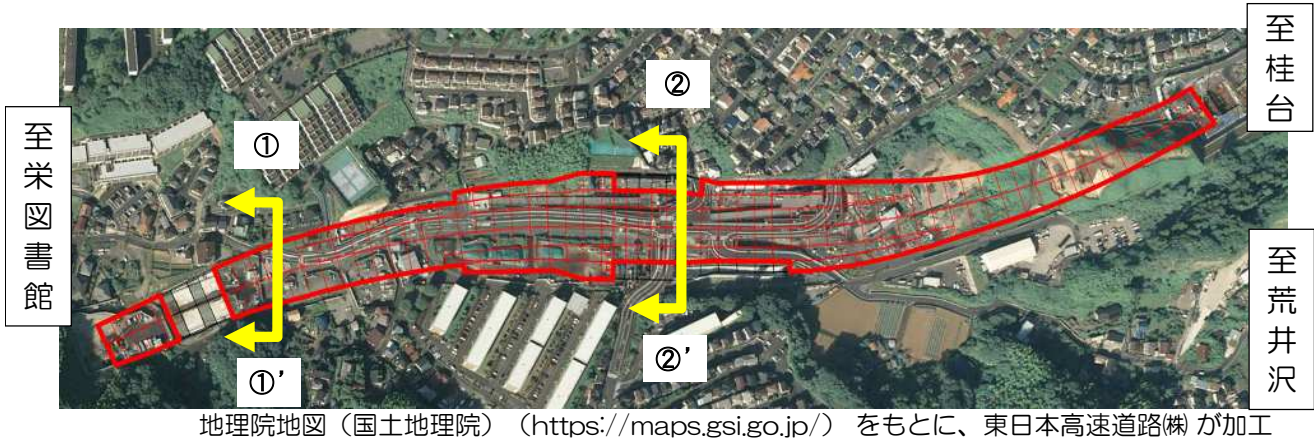 至桂台
②
①
至栄図書館
至荒井沢
②'
①'
地理院地図（国土地理院）（https://maps.gsi.go.jp/）をもとに、東日本高速道路㈱ が加工